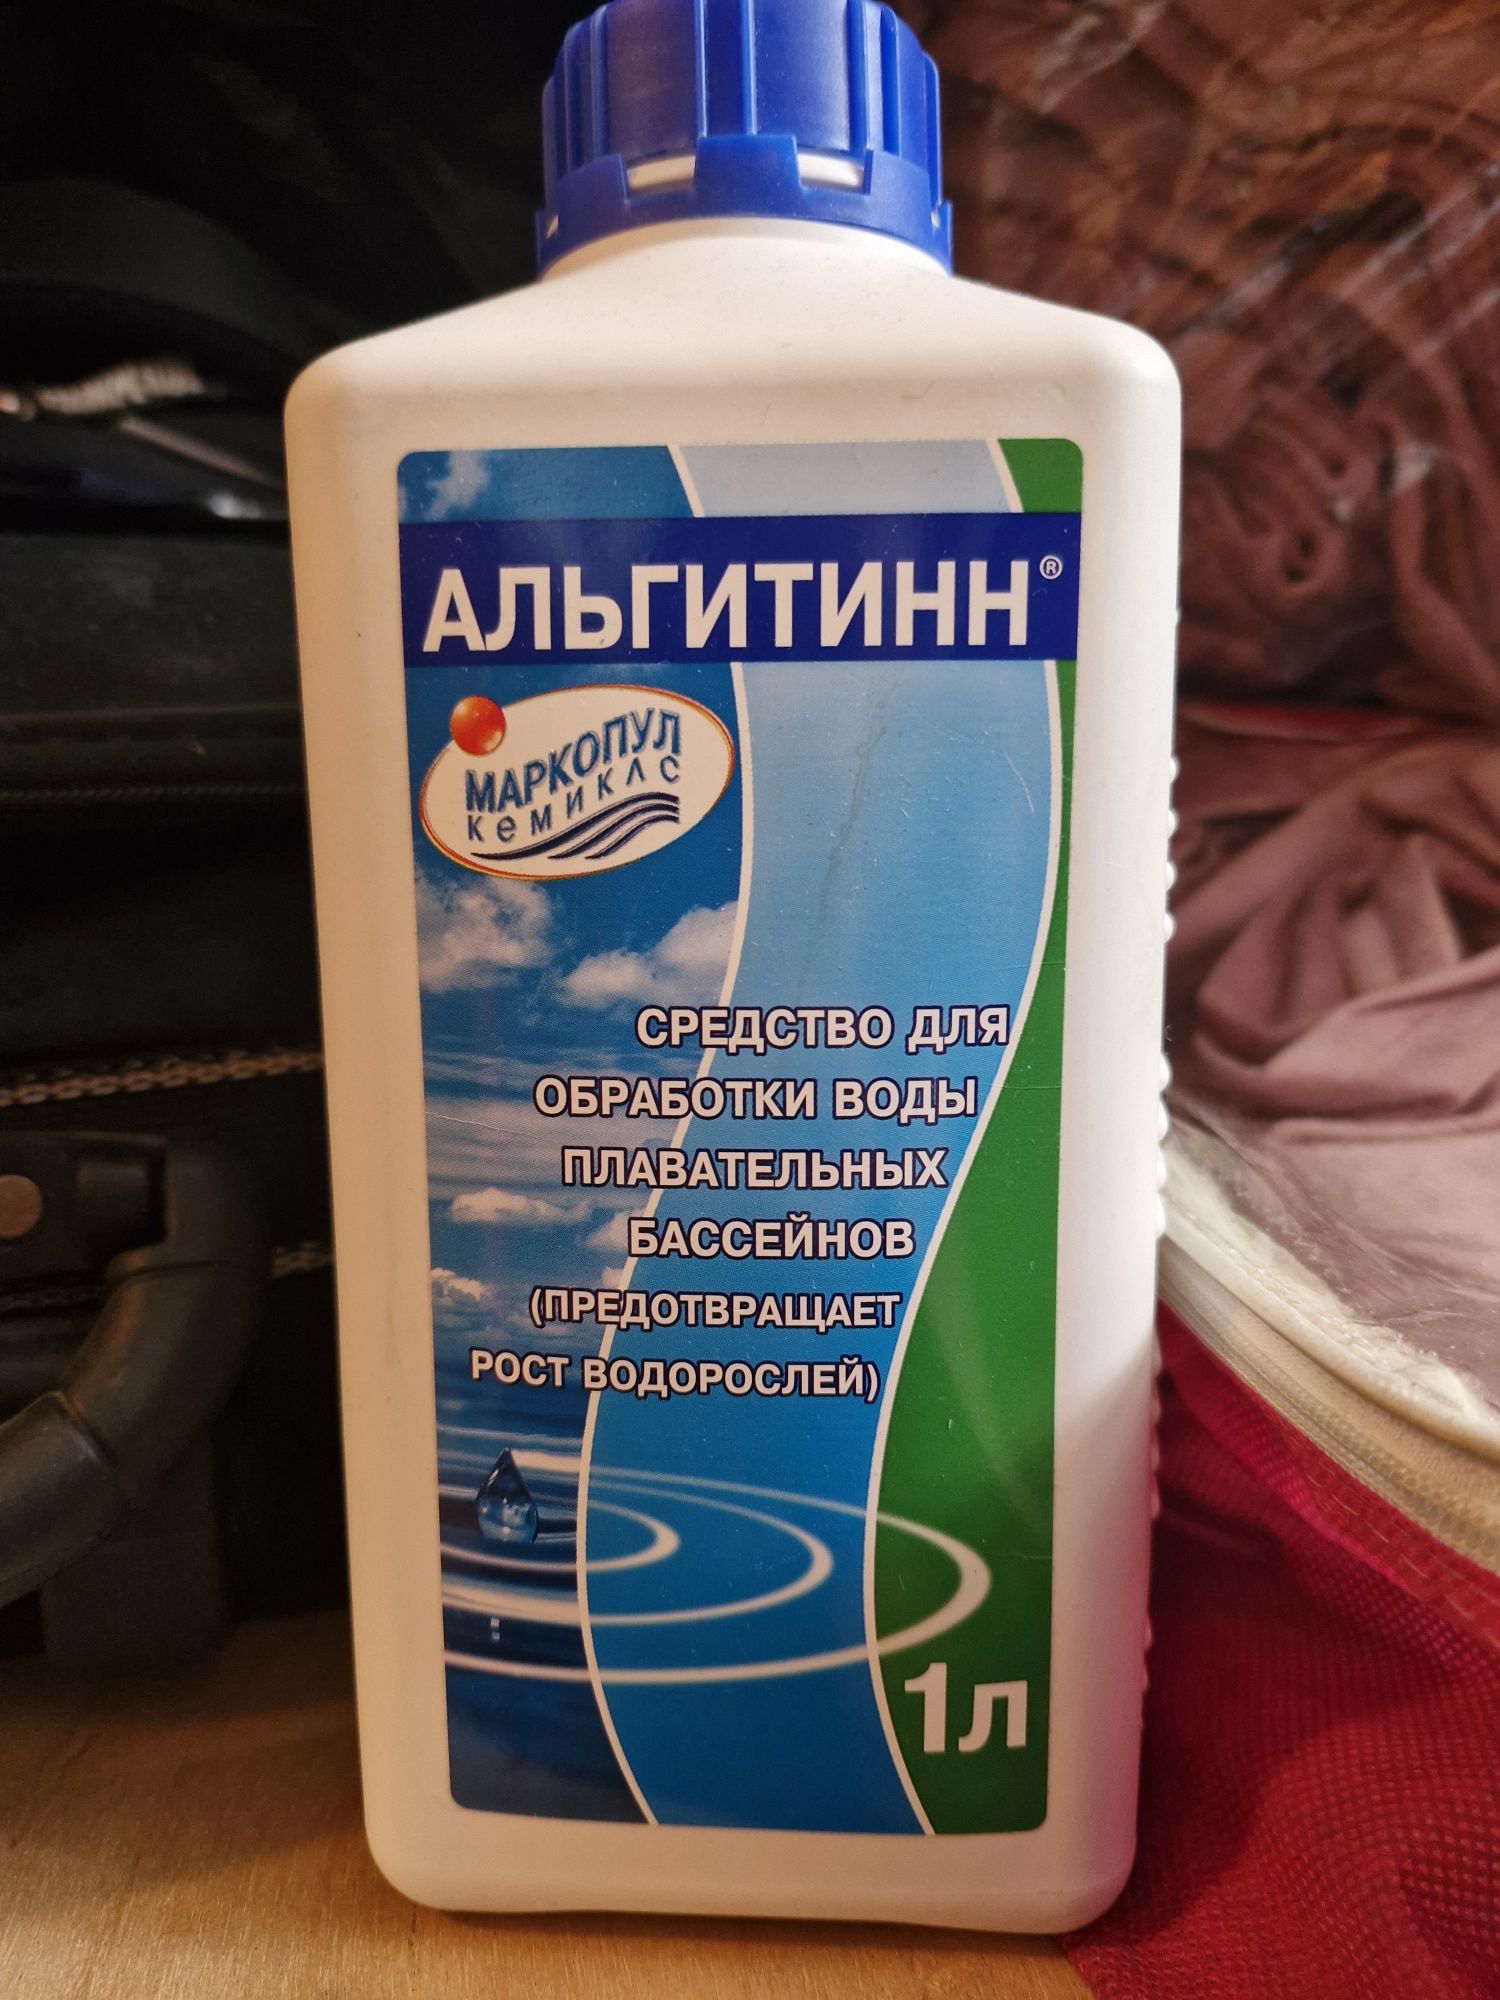 АЛЬГИТИНН®
МАРКОПУЛ
кемиклс
СРЕДСТВО ДЛЯ
ОБРАБОТКИ ВОДЫ
ПЛАВАТЕЛЬНЫХ
БАССЕЙНОВ
(ПРЕДОТВРАЩАЕТ
РОСТ ВОДОРОСЛЕЙ)
1л